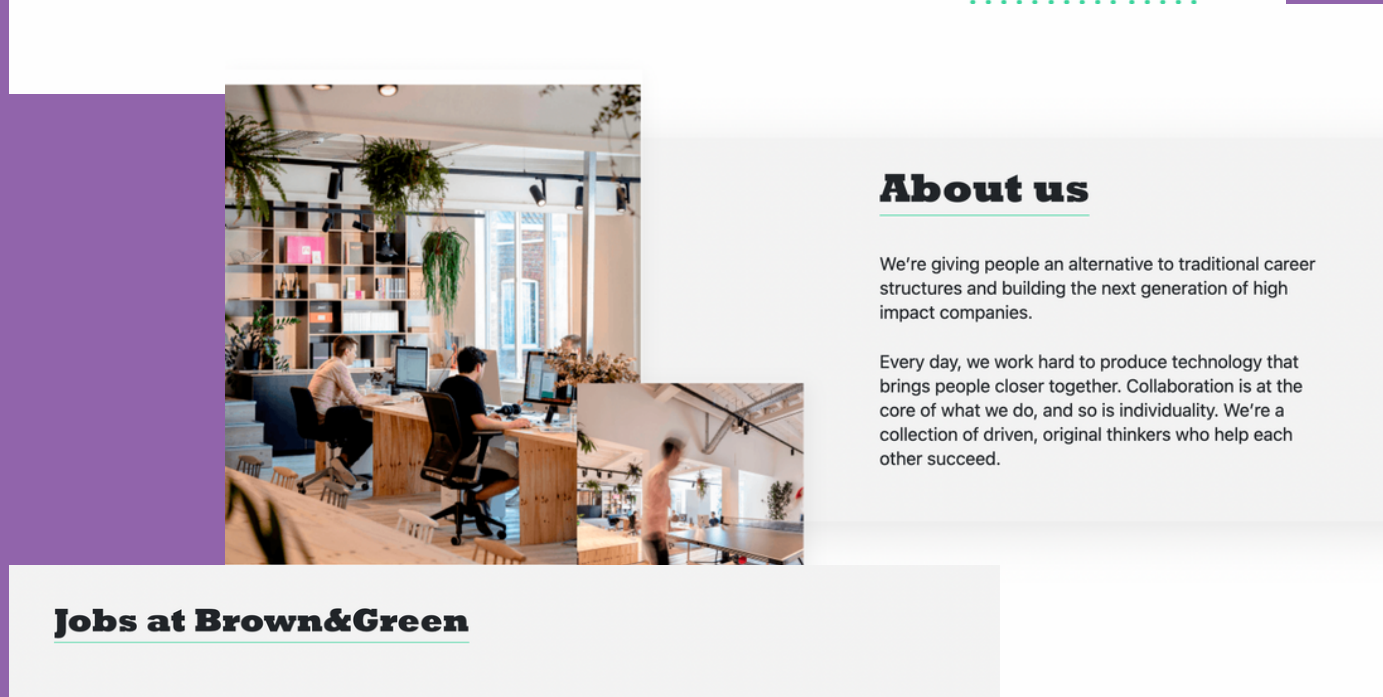 About us
We’re giving people an alternative to traditional career
structures and building the next generation of high
impact companies.
Every day, we work hard to produce technology that
brings people closer together. Collaboration is at the
core of what we do, and so is individuality. We’re a
collection of driven, original thinkers who help each
other succeed.
Jobs at Brown&Green